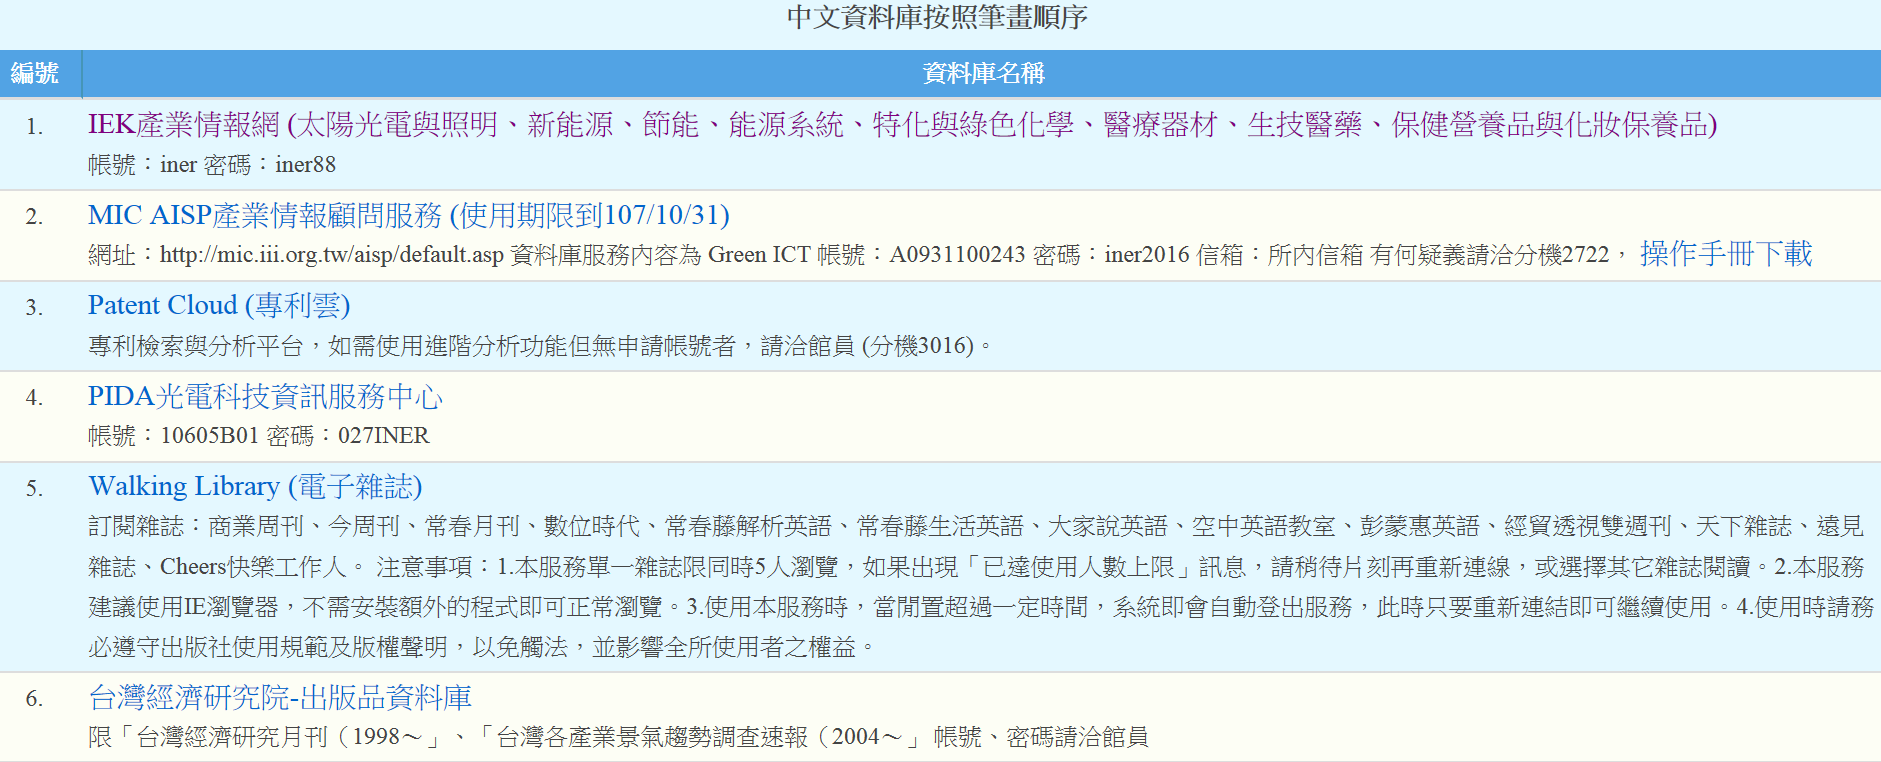 中文資料庫按照筆畫順序
編號 資料庫名稱
1. IEK產業情報網 (太陽光電與照明、新能源、節能、能源系統、特化與綠色化學、醫療器材、生技醫藥、保健營養品與化妝保養品)
帳號：iner 密碼：iner88
2. MIC AISP產業情報顧問服務 (使用期限到107/10/31)
網址：http://mic.iii.org.tw/aisp/default.asp 資料庫服務內容為 Green ICT 帳號：A0931100243 密碼：iner2016 信箱：所內信箱 有何疑義請洽分機2722， 操作手冊下載
3. Patent Cloud (專利雲)
專利檢索與分析平台，如需使用進階分析功能但無申請帳號者，請洽館員 (分機3016)。
4. PIDA光電科技資訊服務中心
帳號：10605B01 密碼：027INER
5. Walking Library (電子雜誌)
訂閱雜誌：商業周刊、今周刊、常春月刊、數位時代、常春藤解析英語、常春藤生活英語、大家說英語、空中英語教室、彭蒙惠英語、經貿透視雙週刊、天下雜誌、遠見
雜誌、Cheers快樂工作人。 注意事項：1.本服務單一雜誌限同時5人瀏覽，如果出現「已達使用人數上限」訊息，請稍待片刻再重新連線，或選擇其它雜誌閱讀。2.本服務
建議使用IE瀏覽器，不需安裝額外的程式即可正常瀏覽。3.使用本服務時，當閒置超過一定時間，系統即會自動登出服務，此時只要重新連結即可繼續使用。4.使用時請務
必遵守出版社使用規範及版權聲明，以免觸法，並影響全所使用者之權益。
6. 台灣經濟研究院-出版品資料庫
限「台灣經濟研究月刊（1998～」、「台灣各產業景氣趨勢調查速報（2004～」 帳號、密碼請洽館員